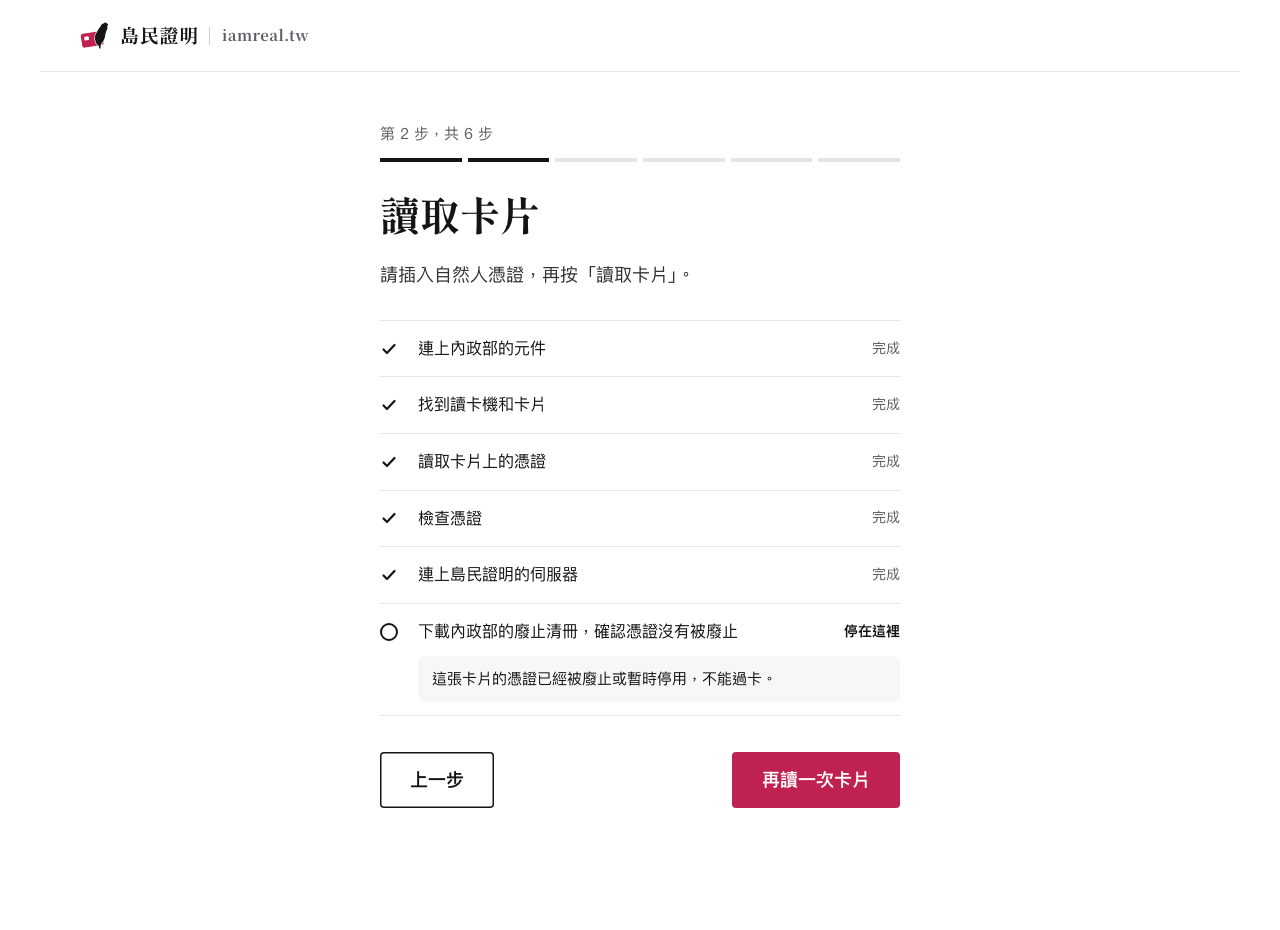 島民證明 iamreal.tw
第 2 步，共 6 步
讀取卡片
請插入自然人憑證，再按「讀取卡片」。
連上內政部的元件 完成
找到讀卡機和卡片 完成
讀取卡片上的憑證 完成
檢查憑證 完成
連上島民證明的伺服器 完成
下載內政部的廢止清冊，確認憑證沒有被廢止 停在這裡
這張卡片的憑證已經被廢止或暫時停用，不能過卡。
上一步 再讀一次卡片